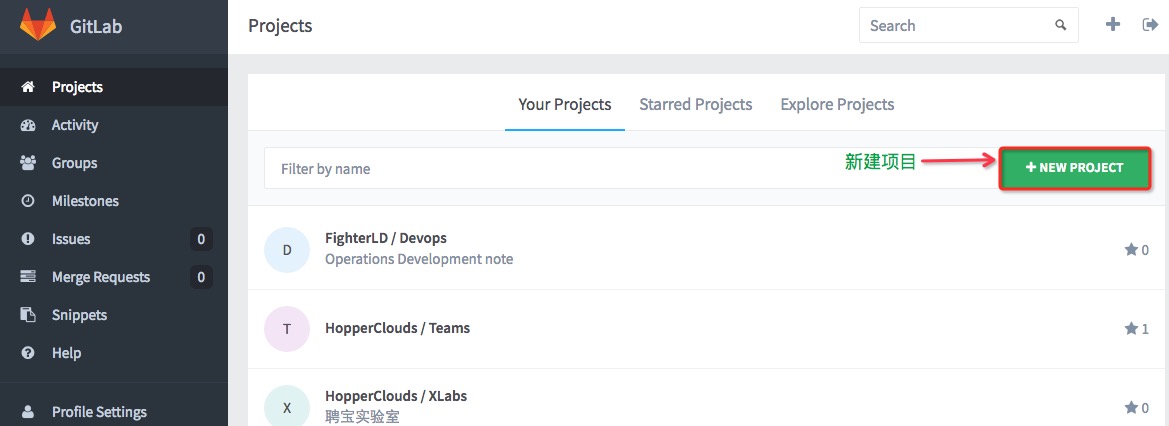 GitLab
Projects
Search
Projects
Activity
Groups
Milestones
Issues 0
Merge Requests 0
Snippets
Help
Profile Settings
Your Projects Starred Projects Explore Projects
Filter by name
新建项目
NEW PROJECT
D
FighterLD / Devops
Operations Development note
0
T
HopperClouds / Teams
1
X
HopperClouds / XLabs
聘宝实验室
0